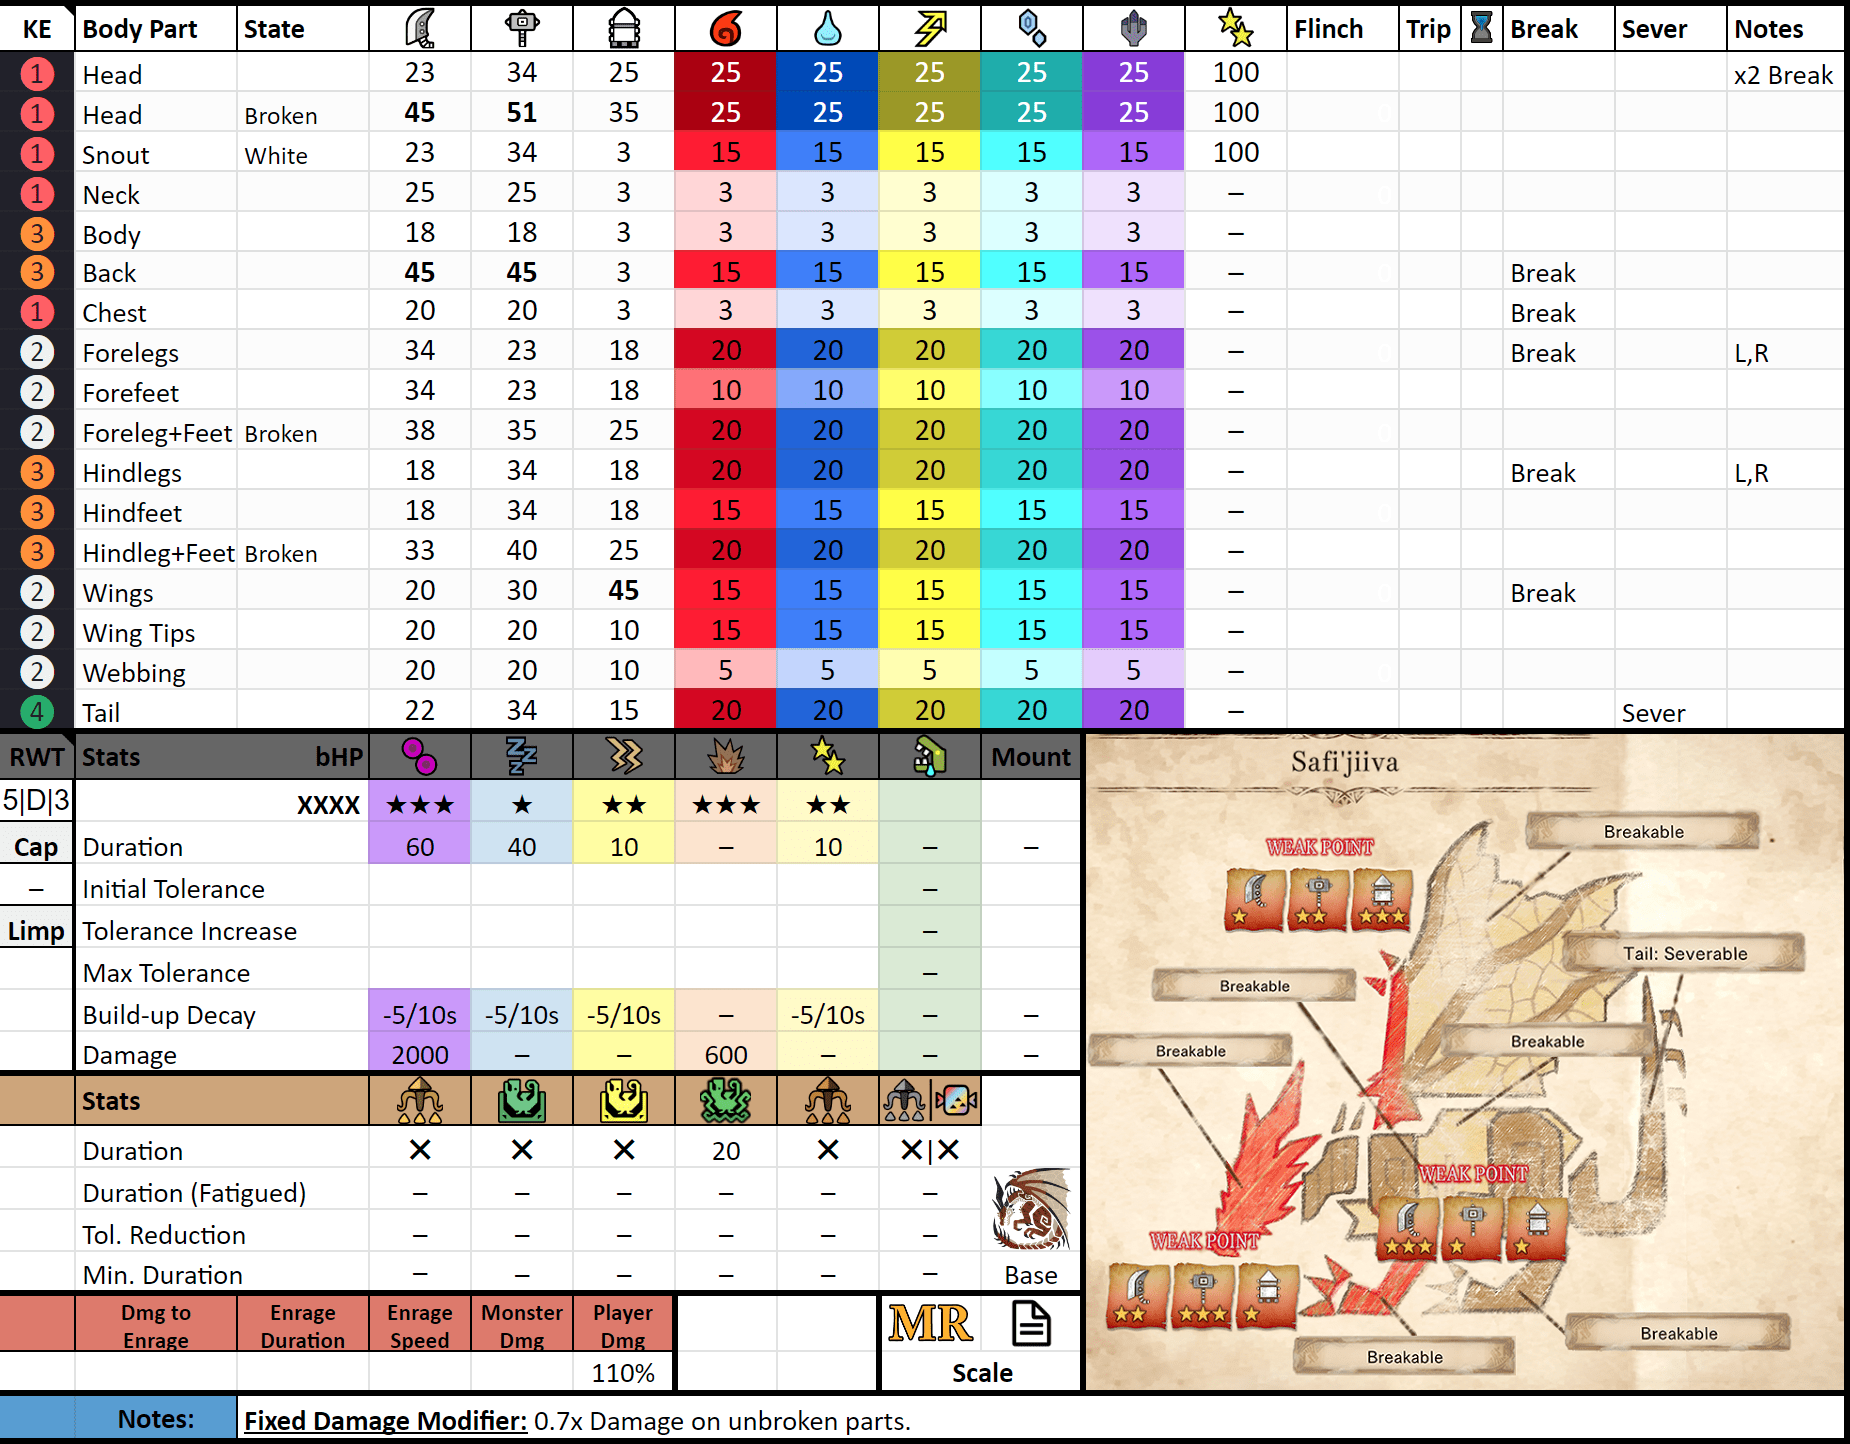 KE Body Part State Flinch Trip Break Sever Notes
1 Head 23 34 25 25 25 25 25 25 100 x2 Break
1 Head Broken 45 51 35 25 25 25 25 25 100
1 Snout White 23 34 3 15 15 15 15 15 100
1 Neck 25 25 3 3 3 3 3 3 –
3 Body 18 18 3 3 3 3 3 3 –
3 Back 45 45 3 15 15 15 15 15 – Break
1 Chest 20 20 3 3 3 3 3 3 – Break
2 Forelegs 34 23 18 20 20 20 20 20 – Break L,R
2 Forefeet 34 23 18 10 10 10 10 10 –
2 Foreleg+Feet Broken 38 35 25 20 20 20 20 20 –
3 Hindlegs 18 34 18 20 20 20 20 20 – Break L,R
3 Hindfeet 18 34 18 15 15 15 15 15 –
3 Hindleg+Feet Broken 33 40 25 20 20 20 20 20 –
2 Wings 20 30 45 15 15 15 15 15 – Break
2 Wing Tips 20 20 10 15 15 15 15 15 –
2 Webbing 20 20 10 5 5 5 5 5 –
4 Tail 22 34 15 20 20 20 20 20 – Sever
RWT Stats bHP Mount
5|D|3 XXXX ★★★ ★ ★★ ★★★ ★★
Cap Duration 60 40 10 – 10 – –
– Initial Tolerance –
Limp Tolerance Increase –
Max Tolerance –
Build-up Decay -5/10s -5/10s -5/10s – -5/10s – –
Damage 2000 – – 600 – – –
Stats
Duration ✕ ✕ ✕ 20 ✕ ✕|✕
Duration (Fatigued) – – – – – –
Tol. Reduction – – – – – –
Min. Duration – – – – – – Base
Dmg to Enrage Enrage Duration Enrage Speed Monster Dmg Player Dmg MR
110% Scale
Safi'jiiva
Breakable
WEAK POINT
Tail: Severable
Breakable
Breakable
Breakable
WEAK POINT
WEAK POINT
Breakable
Breakable
Notes: Fixed Damage Modifier: 0.7x Damage on unbroken parts.